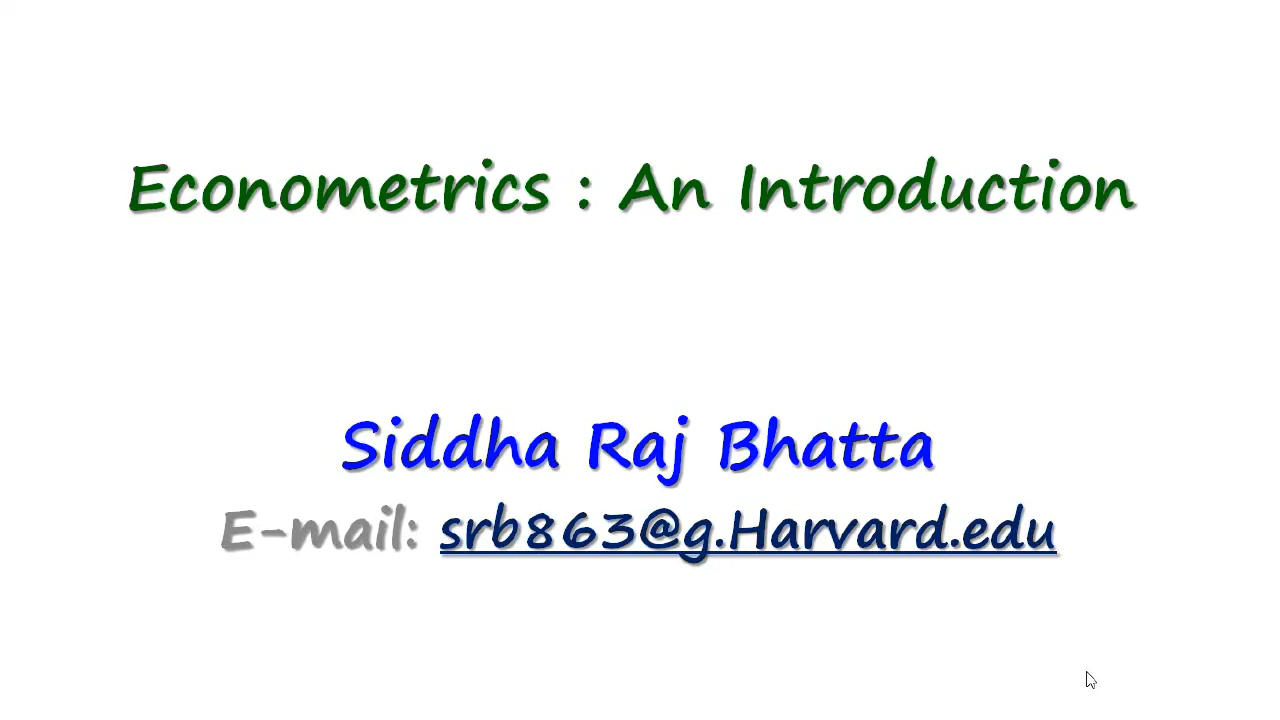 Econometrics : An Introduction
Siddha Raj Bhatta
E-mail: srb863@g.Harvard.edu